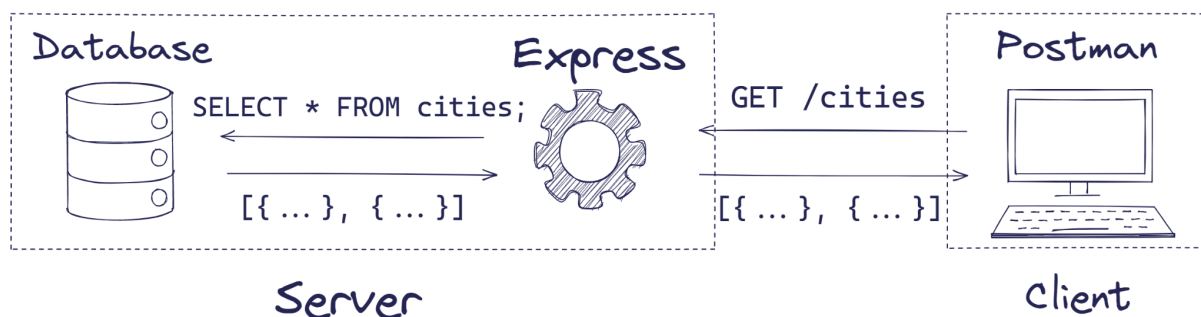 Database
Express
Postman
SELECT * FROM cities;
GET /cities
[{ ... }, { ... }]
[{ ... }, { ... }]
Server
Client